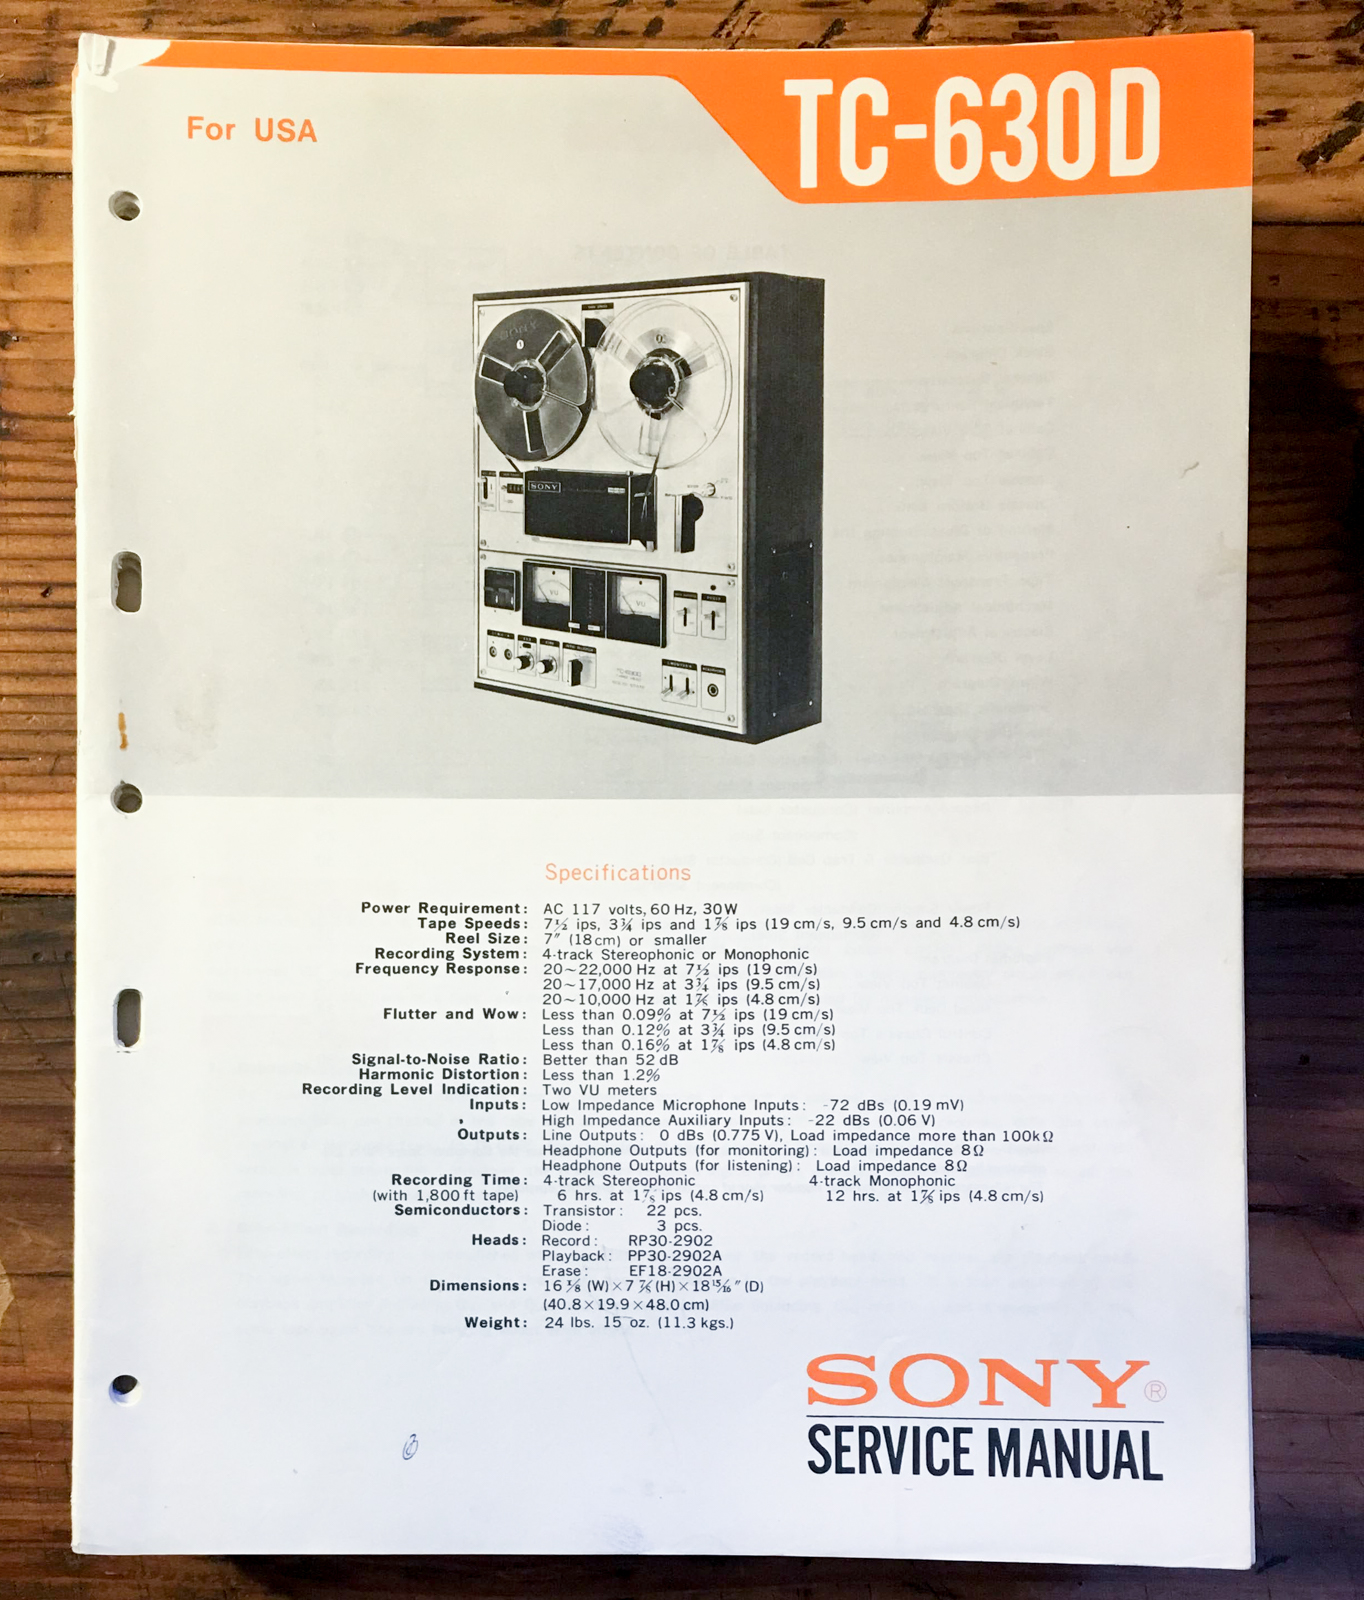 TC-630D
For USA
SONY
SONY
VU
VU
Specifications
Power Requirement: AC 117 volts, 60 Hz, 30W
Tape Speeds: 7½ ips, 3¾ ips and 1⅞ ips (19 cm/s, 9.5 cm/s and 4.8 cm/s)
Reel Size: 7" (18cm) or smaller
Recording System: 4-track Stereophonic or Monophonic
Frequency Response: 20~22,000 Hz at 7½ ips (19 cm/s)
20~17,000 Hz at 3¾ ips (9.5 cm/s)
20~10,000 Hz at 1⅞ ips (4.8 cm/s)
Flutter and Wow: Less than 0.09% at 7½ ips (19 cm/s)
Less than 0.12% at 3¾ ips (9.5 cm/s)
Less than 0.16% at 1⅞ ips (4.8 cm/s)
Signal-to-Noise Ratio: Better than 52 dB
Harmonic Distortion: Less than 1.2%
Recording Level Indication: Two VU meters
Inputs: Low Impedance Microphone Inputs: -72 dBs (0.19 mV)
High Impedance Auxiliary Inputs: -22 dBs (0.06 V)
Outputs: Line Outputs: 0 dBs (0.775 V), Load impedance more than 100kΩ
Headphone Outputs (for monitoring): Load impedance 8Ω
Headphone Outputs (for listening): Load impedance 8Ω
Recording Time: 4-track Stereophonic 4-track Monophonic
(with 1,800 ft tape) 6 hrs. at 1⅞ ips (4.8 cm/s) 12 hrs. at 1⅞ ips (4.8 cm/s)
Semiconductors: Transistor: 22 pcs.
Diode: 3 pcs.
Heads: Record: RP30-2902
Playback: PP30-2902A
Erase: EF18-2902A
Dimensions: 16⅛ (W)×7⅞ (H)×18 15/16" (D)
(40.8×19.9×48.0 cm)
Weight: 24 lbs. 15 oz. (11.3 kgs.)
SONY®
SERVICE MANUAL